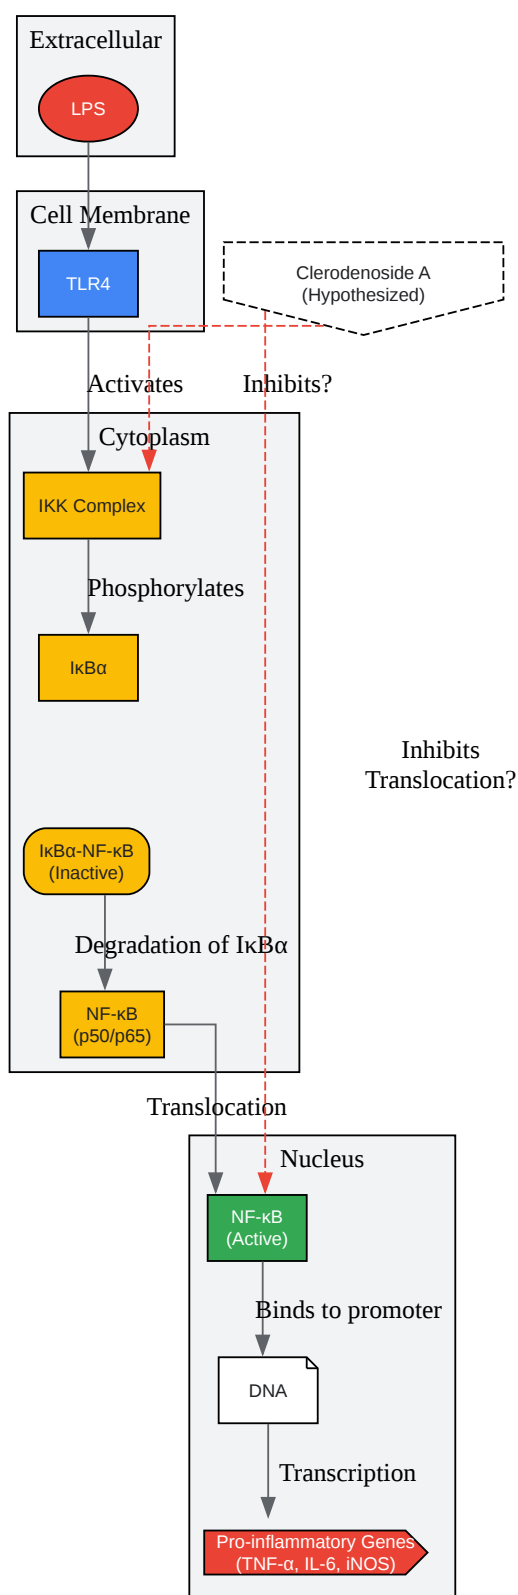 Extracellular
LPS
Cell Membrane
TLR4
Clerodenoside A
(Hypothesized)
Activates
Inhibits?
Cytoplasm
IKK Complex
Phosphorylates
IκBα
Inhibits
Translocation?
IκBα-NF-κB
(Inactive)
Degradation of IκBα
NF-κB
(p50/p65)
Translocation
Nucleus
NF-κB
(Active)
Binds to promoter
DNA
Transcription
Pro-inflammatory Genes
(TNF-α, IL-6, iNOS)